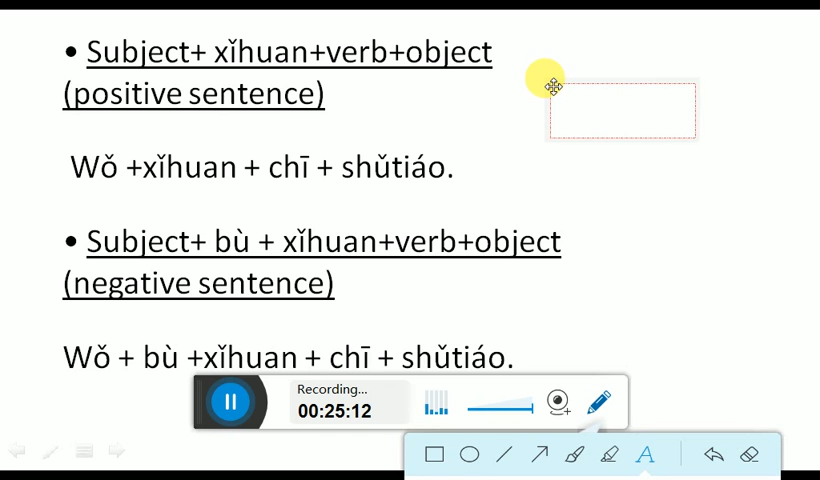 • Subject+ xǐhuan+verb+object
(positive sentence)
Wǒ +xǐhuan + chī + shǔtiáo.
• Subject+ bù + xǐhuan+verb+object
(negative sentence)
Wǒ + bù +xǐhuan + chī + shǔtiáo.
Recording...
00:25:12
A